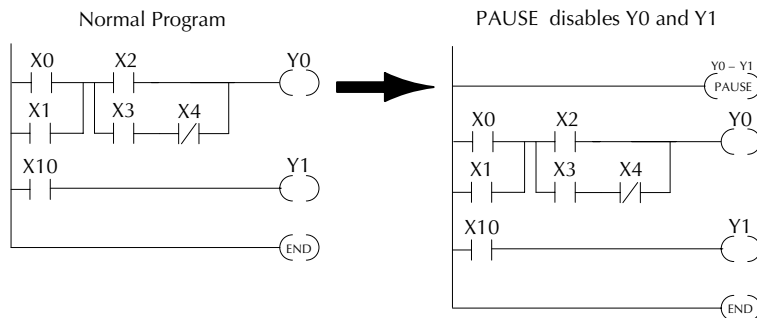 Normal Program
X0
X2
Y0
X1
X3
X4
X10
Y1
END
PAUSE disables Y0 and Y1
Y0 – Y1
PAUSE
X0
X2
Y0
X1
X3
X4
X10
Y1
END